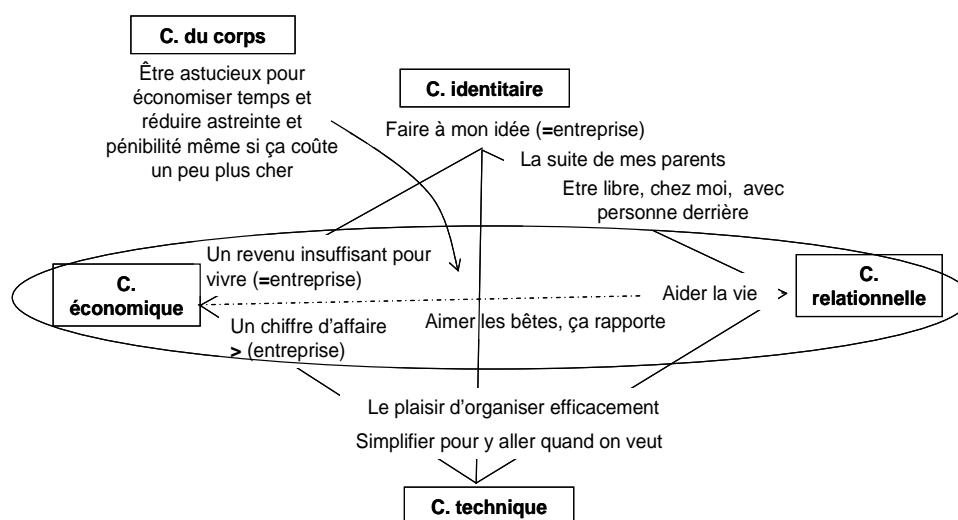 C. du corps
Être astucieux pour
économiser temps et
réduire astreinte et
pénibilité même si ça coûte
un peu plus cher
C. identitaire
Faire à mon idée (=entreprise)
La suite de mes parents
Etre libre, chez moi, avec
personne derrière
Un revenu insuffisant pour
vivre (=entreprise)
C.
économique
C.
relationnelle
Aider la vie
Un chiffre d'affaire
> (entreprise)
Aimer les bêtes, ça rapporte
Le plaisir d'organiser efficacement
Simplifier pour y aller quand on veut
C. technique